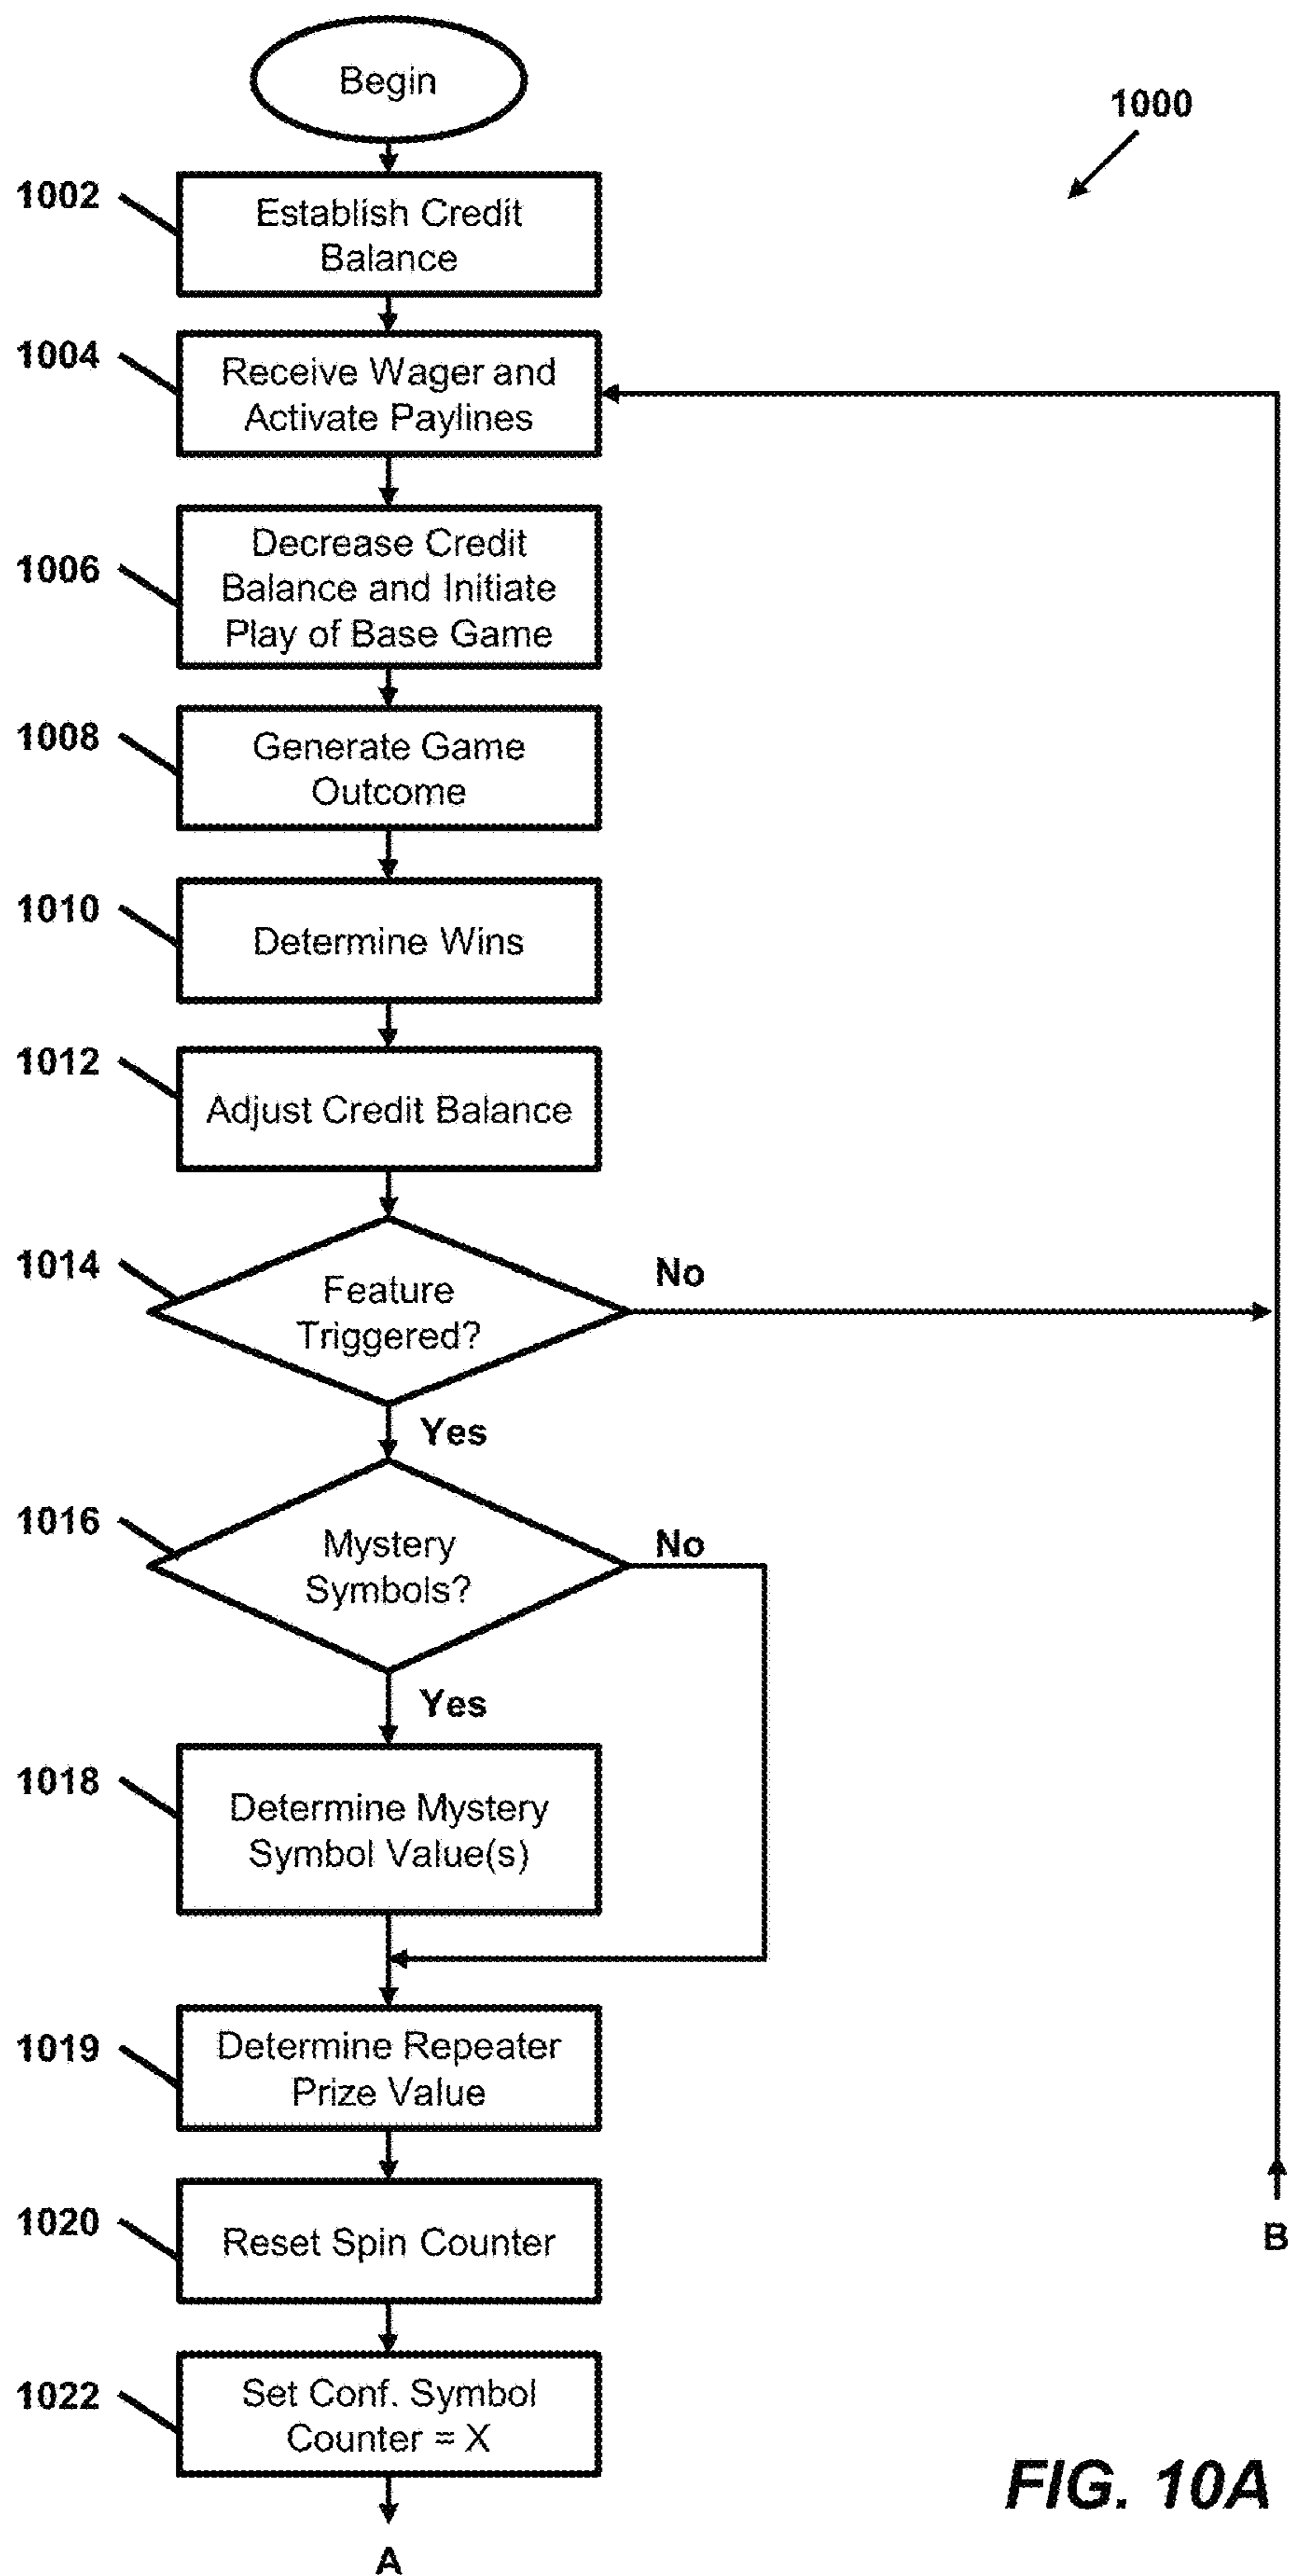 Begin
1000
1002
Establish Credit
Balance
1004
Receive Wager and
Activate Paylines
1006
Decrease Credit
Balance and Initiate
Play of Base Game
1008
Generate Game
Outcome
1010
Determine Wins
1012
Adjust Credit Balance
1014
Feature
Triggered?
No
Yes
1016
Mystery
Symbols?
No
Yes
1018
Determine Mystery
Symbol Value(s)
1019
Determine Repeater
Prize Value
1020
Reset Spin Counter
B
1022
Set Conf. Symbol
Counter = X
A
FIG. 10A